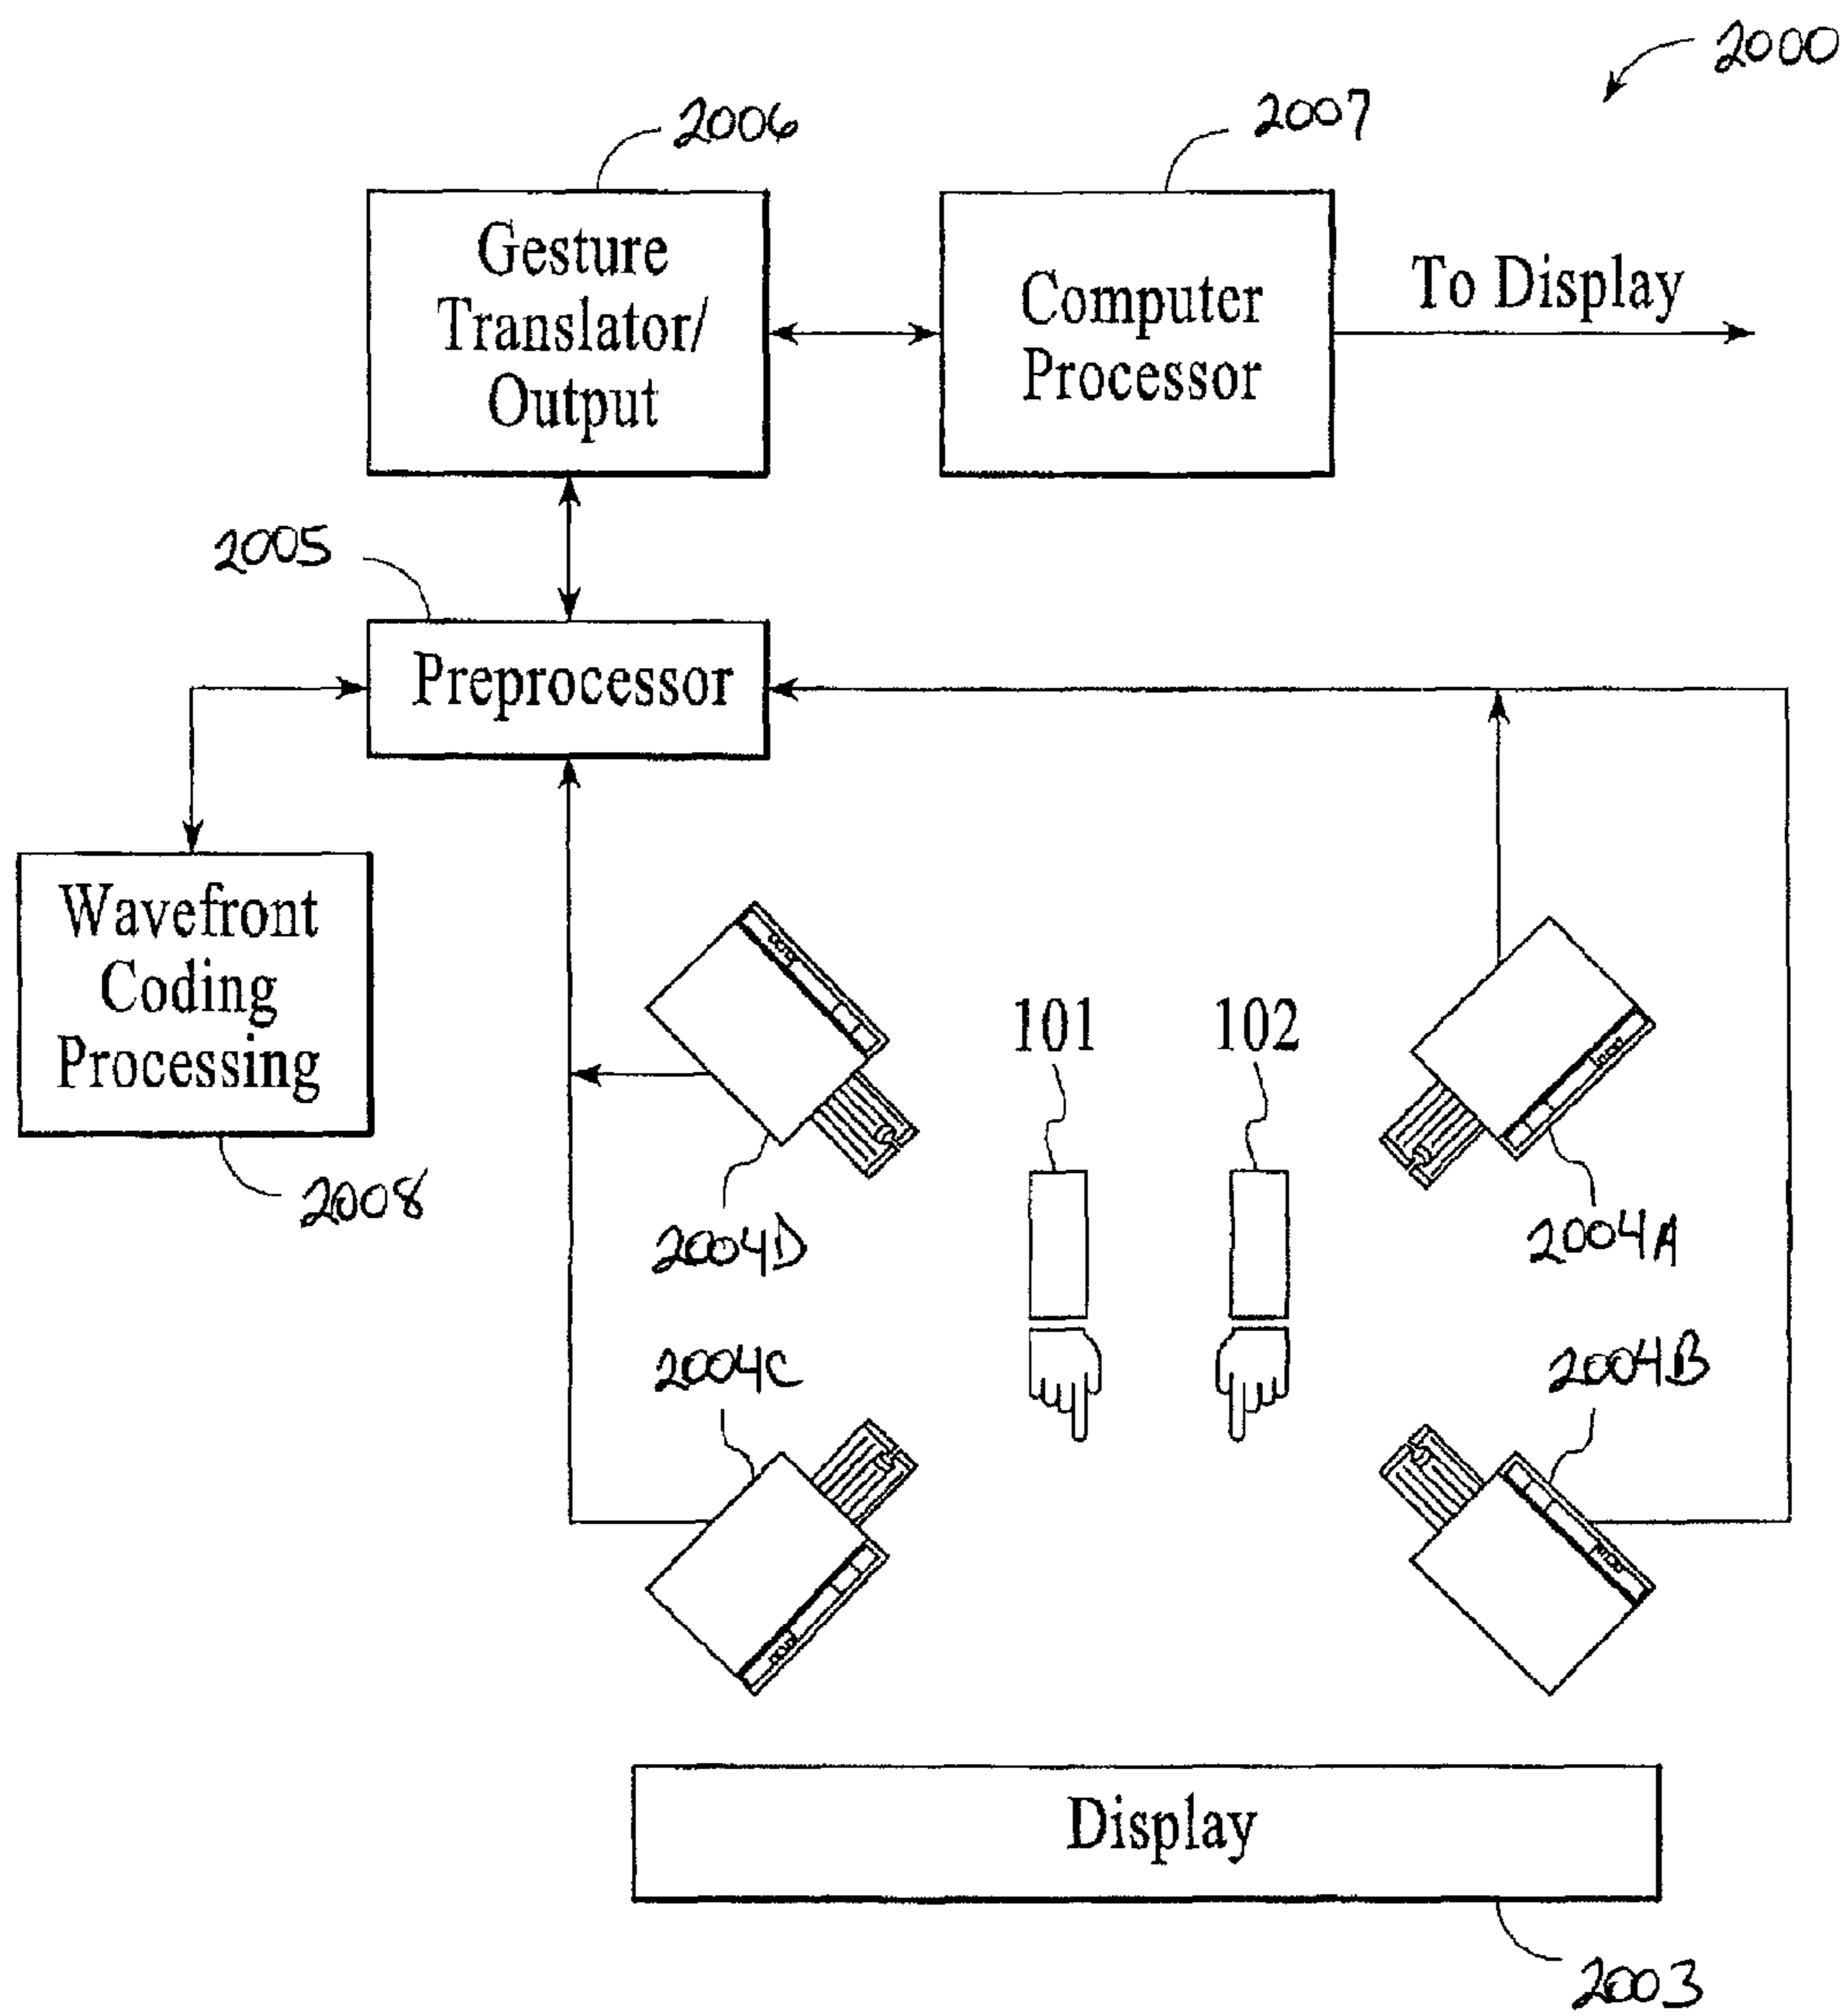 2000
2006
2007
Gesture
Translator/
Output
Computer
Processor
To Display
2005
Preprocessor
Wavefront
Coding
Processing
2008
101
102
2004D
2004A
2004C
2004B
Display
2003